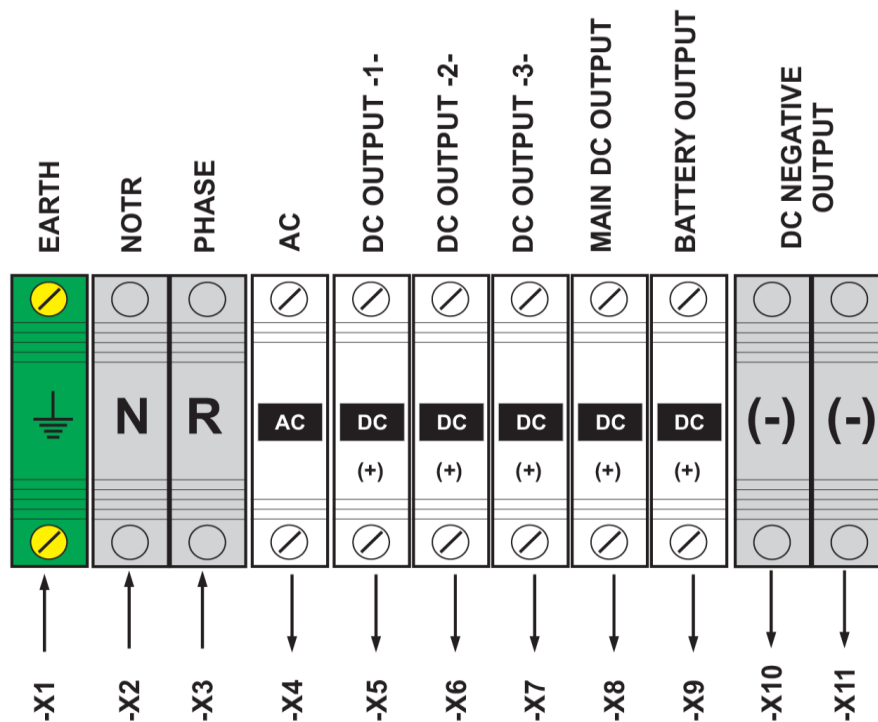 EARTH
NOTR
PHASE
AC
DC OUTPUT -1-
DC OUTPUT -2-
DC OUTPUT -3-
MAIN DC OUTPUT
BATTERY OUTPUT
DC NEGATIVE
OUTPUT
N
R
AC
DC
(+)
DC
(+)
DC
(+)
DC
(+)
DC
(+)
(-)
(-)
-X1
-X2
-X3
-X4
-X5
-X6
-X7
-X8
-X9
-X10
-X11